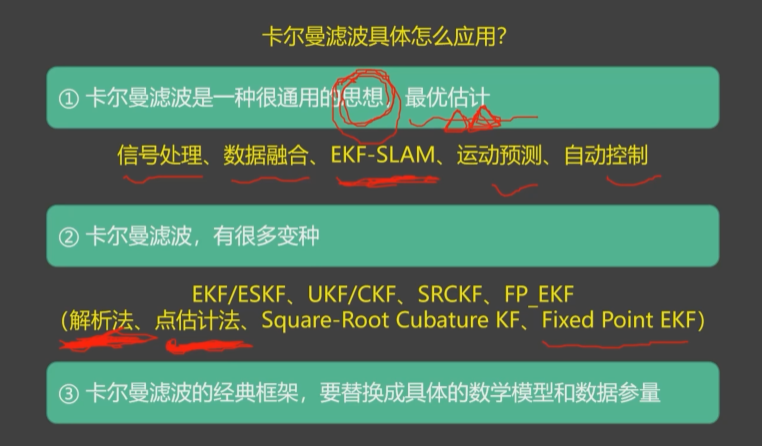 卡尔曼滤波具体怎么应用？
① 卡尔曼滤波是一种很通用的思想，最优估计
信号处理、数据融合、EKF-SLAM、运动预测、自动控制
② 卡尔曼滤波，有很多变种
EKF/ESKF、UKF/CKF、SRCKF、FP_EKF
（解析法、点估计法、Square-Root Cubature KF、Fixed Point EKF）
③ 卡尔曼滤波的经典框架，要替换成具体的数学模型和数据参量